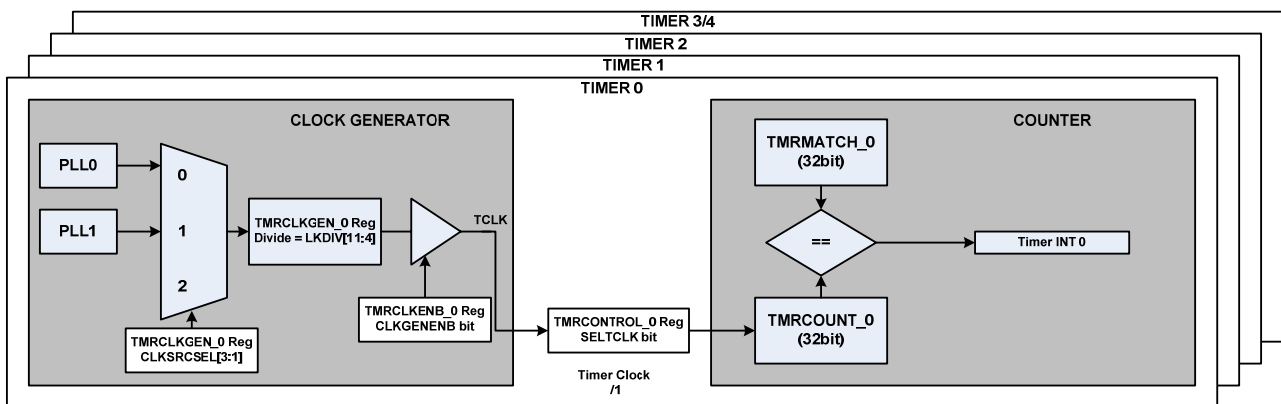 TIMER 3/4
TIMER 2
TIMER 1
TIMER 0
CLOCK GENERATOR
PLL0
PLL1
0
1
2
TMRCLKGEN_0 Reg
Divide = LKDIV[11:4]
TCLK
TMRCLKGEN_0 Reg
CLKSRCSEL[3:1]
TMRCLKENB_0 Reg
CLKGENENB bit
TMRCONTROL_0 Reg
SELTCLK bit
Timer Clock
/1
COUNTER
TMRMATCH_0
(32bit)
==
Timer INT 0
TMRCOUNT_0
(32bit)